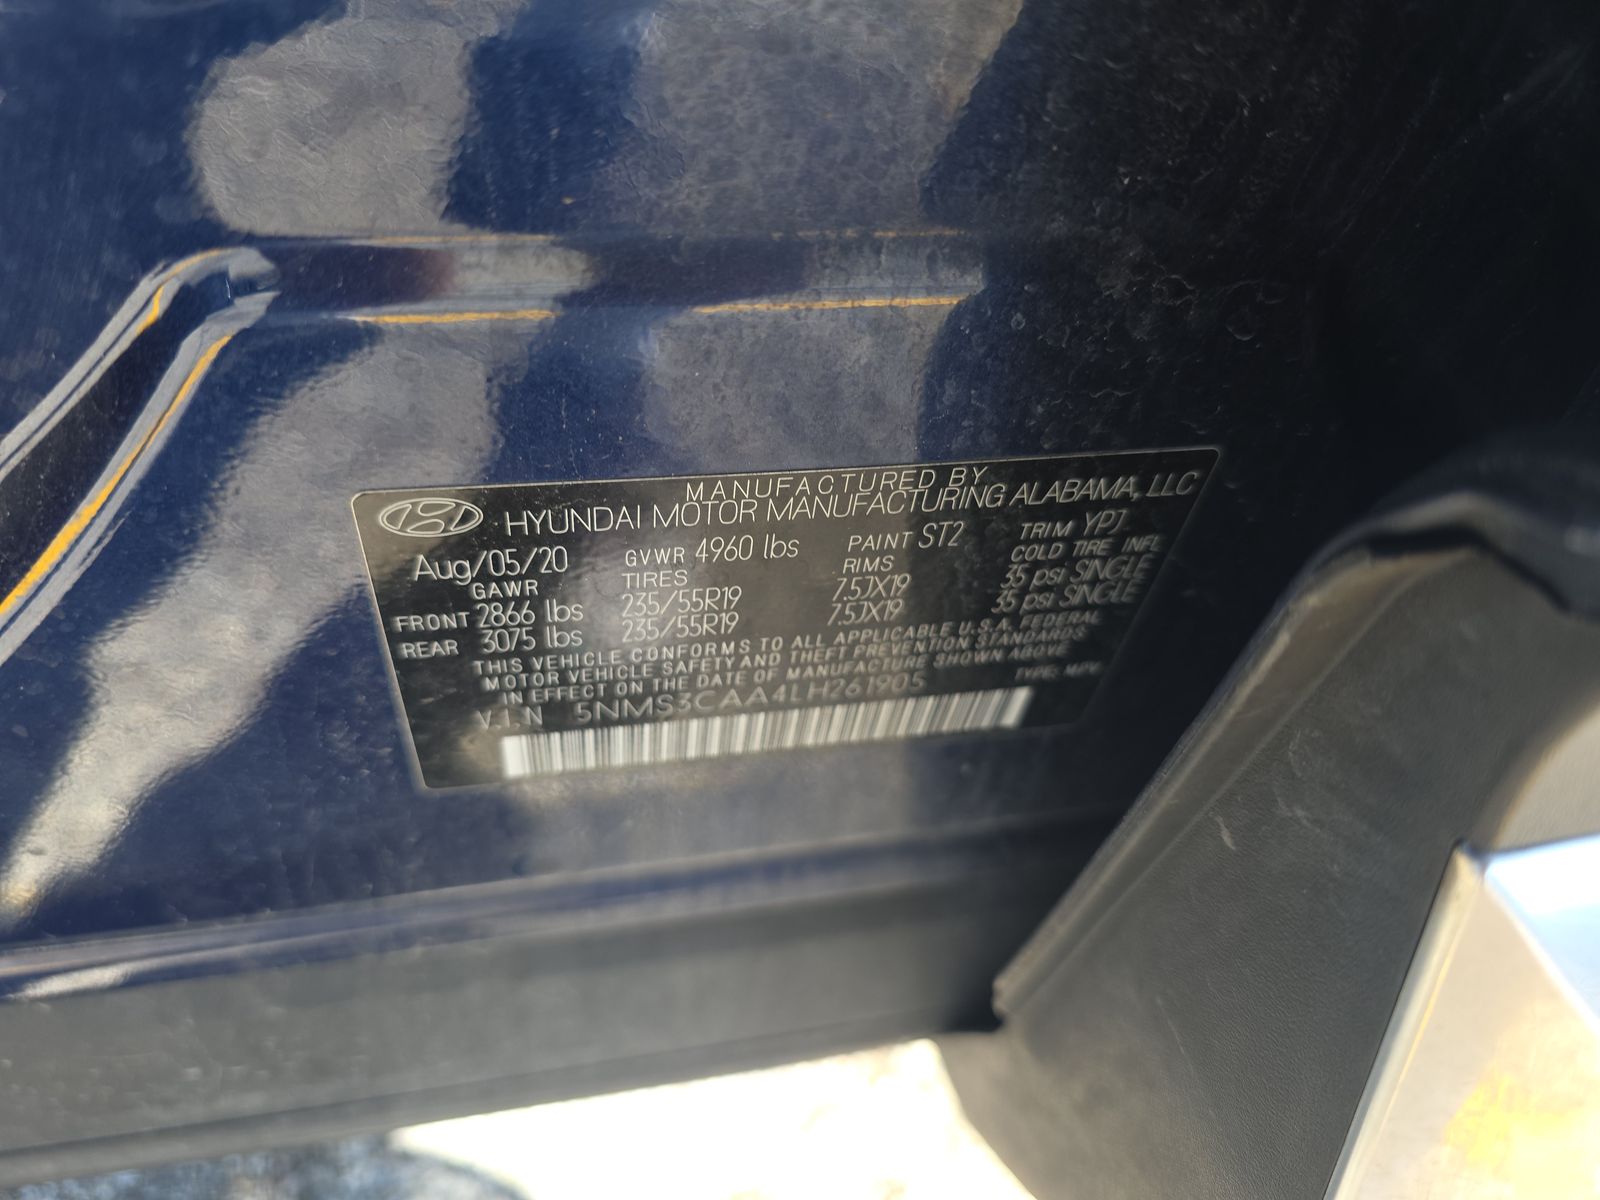 MANUFACTURED BY
HYUNDAI MOTOR MANUFACTURING ALABAMA, LLC
Aug/05/20 GVWR 4960 lbs PAINT ST2 TRIM YPJ
GAWR TIRES RIMS COLD TIRE INFL
FRONT 2866 lbs 235/55R19 7.5JX19 35 psi SINGLE
REAR 3075 lbs 235/55R19 7.5JX19 35 psi SINGLE
THIS VEHICLE CONFORMS TO ALL APPLICABLE U.S.A. FEDERAL
MOTOR VEHICLE SAFETY AND THEFT PREVENTION STANDARDS
IN EFFECT ON THE DATE OF MANUFACTURE SHOWN ABOVE
V.I.N 5NMS3CAA4LH261905 TYPE: MPV